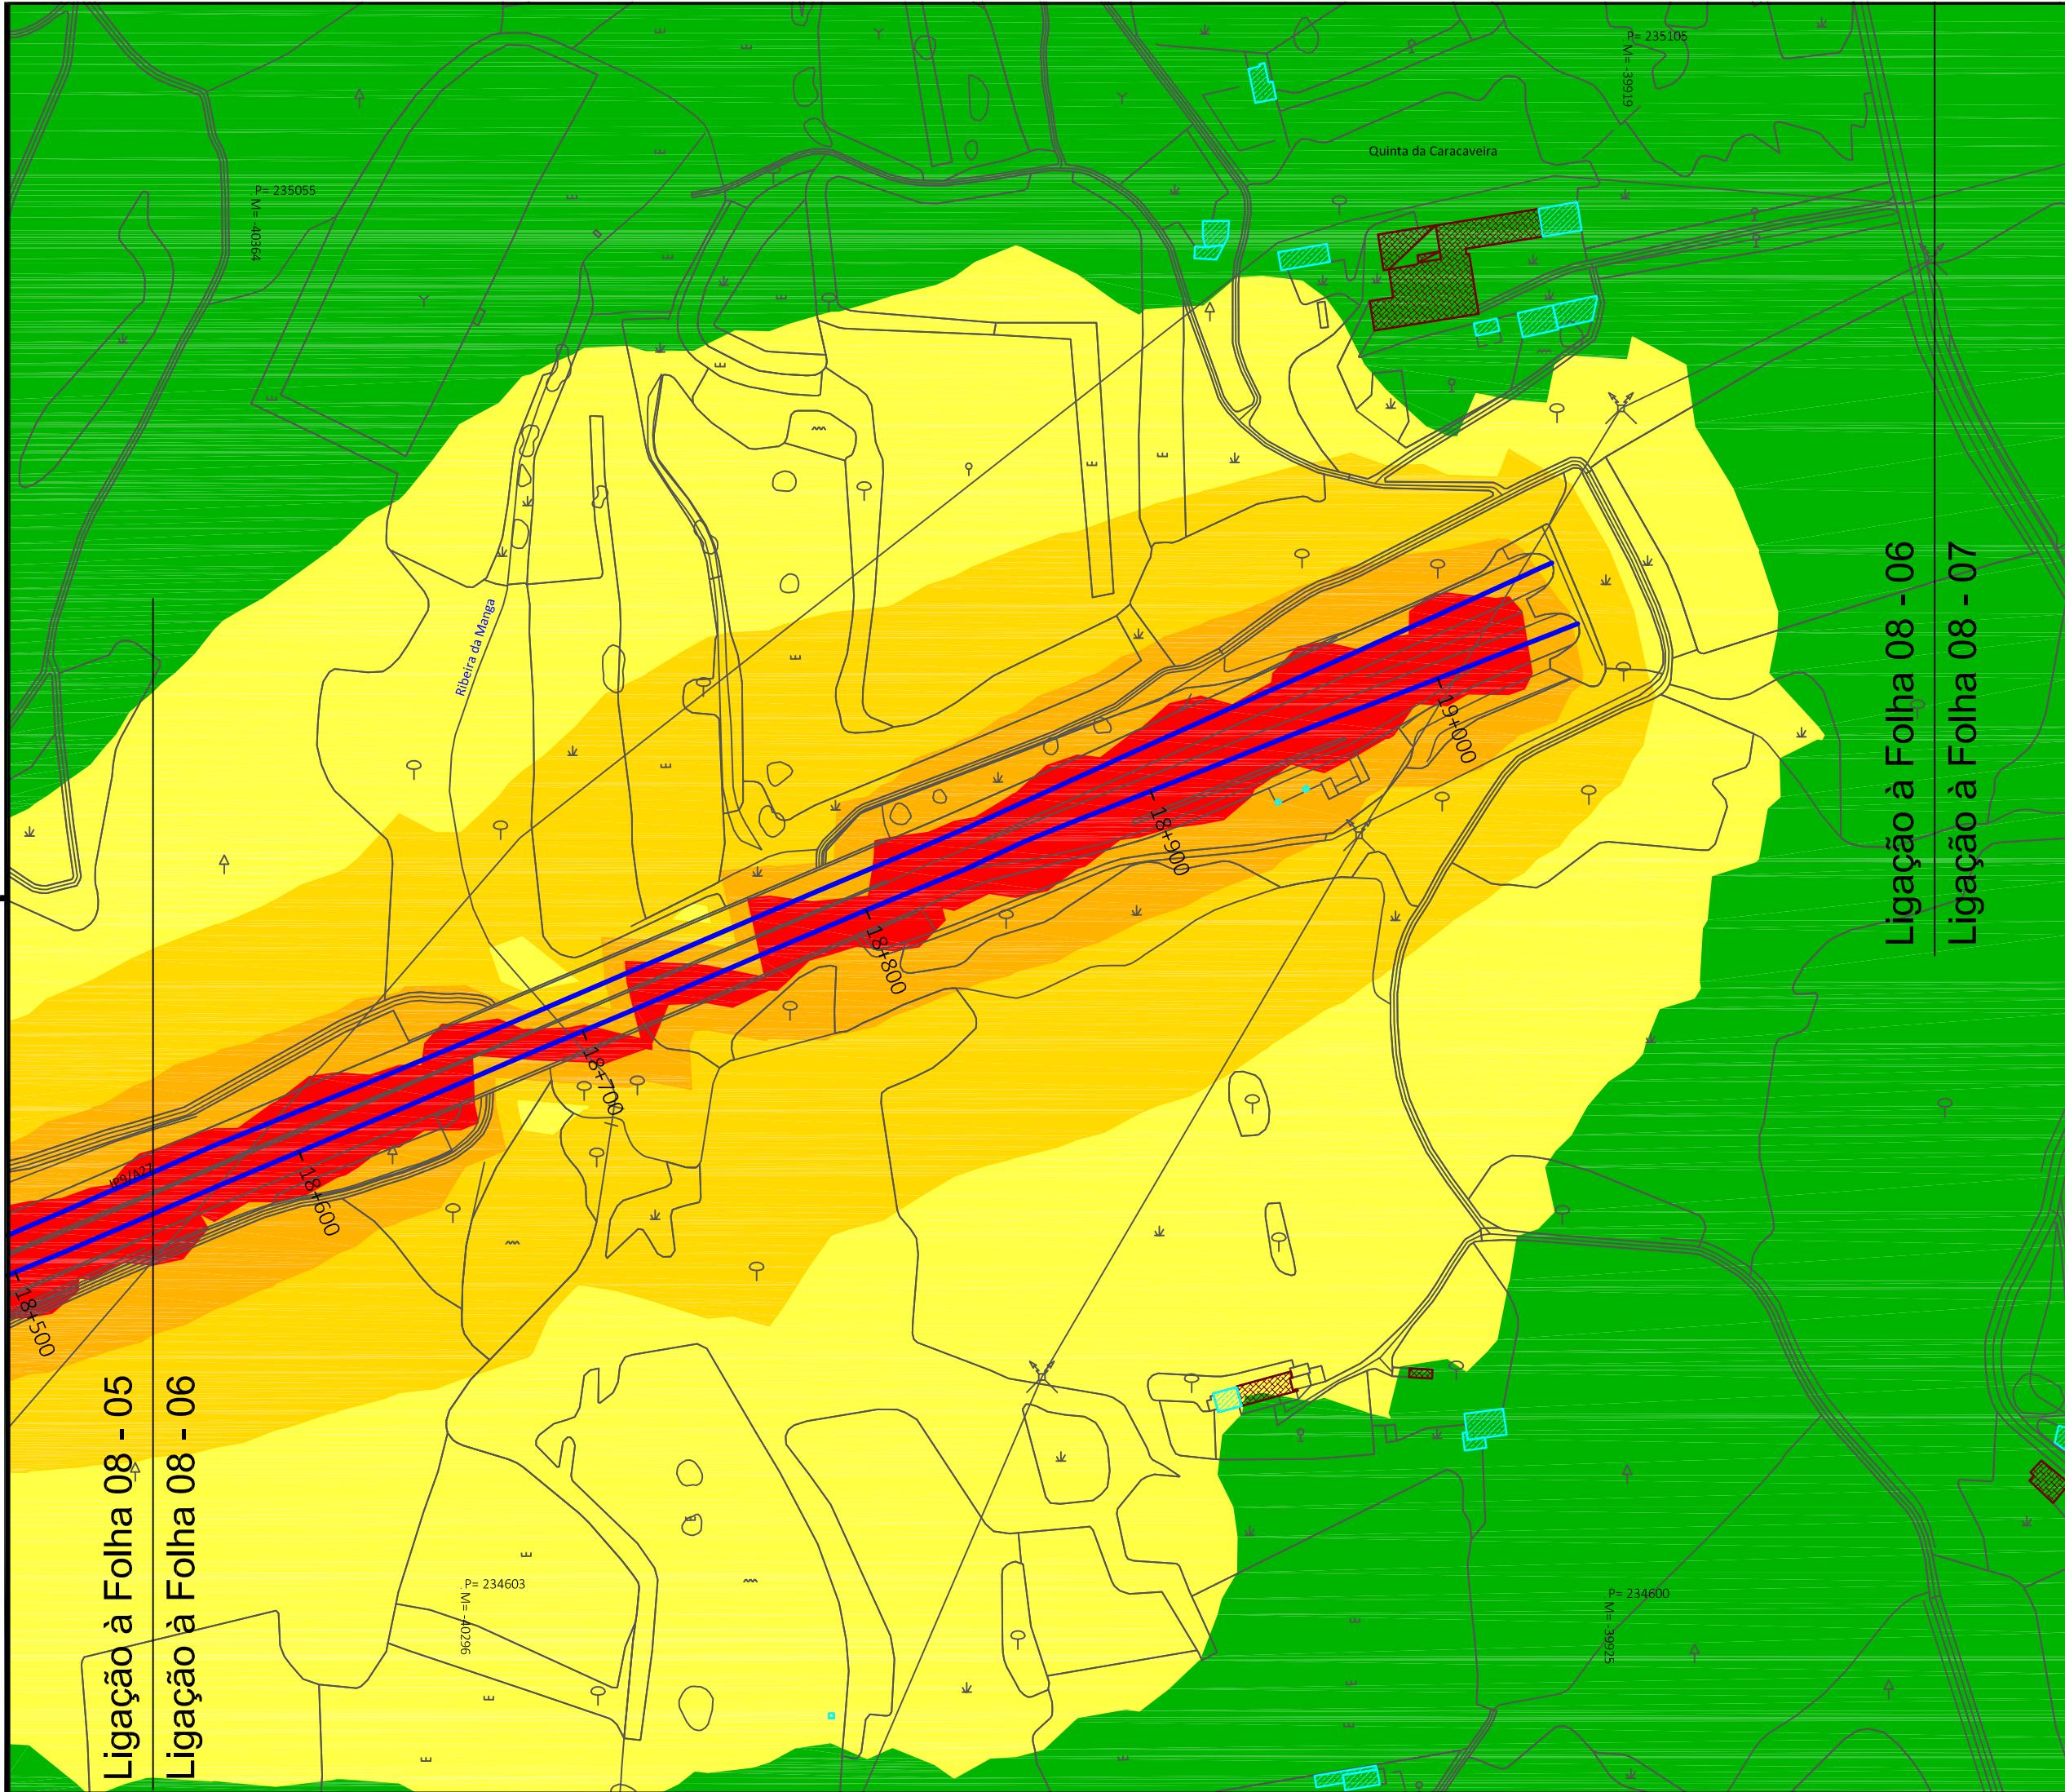 P= 235105
M= -39919
Quinta da Caracaveira
P= 235055
M= -40364
Ligação à Folha 08 - 06
Ligação à Folha 08 - 07
Ribeira da Manga
19+000
18+900
18+800
18+700
18+600
18+500
IP9/A27
Ligação à Folha 08 - 05
Ligação à Folha 08 - 06
P= 234603
M= -40296
P= 234600
M= -39925